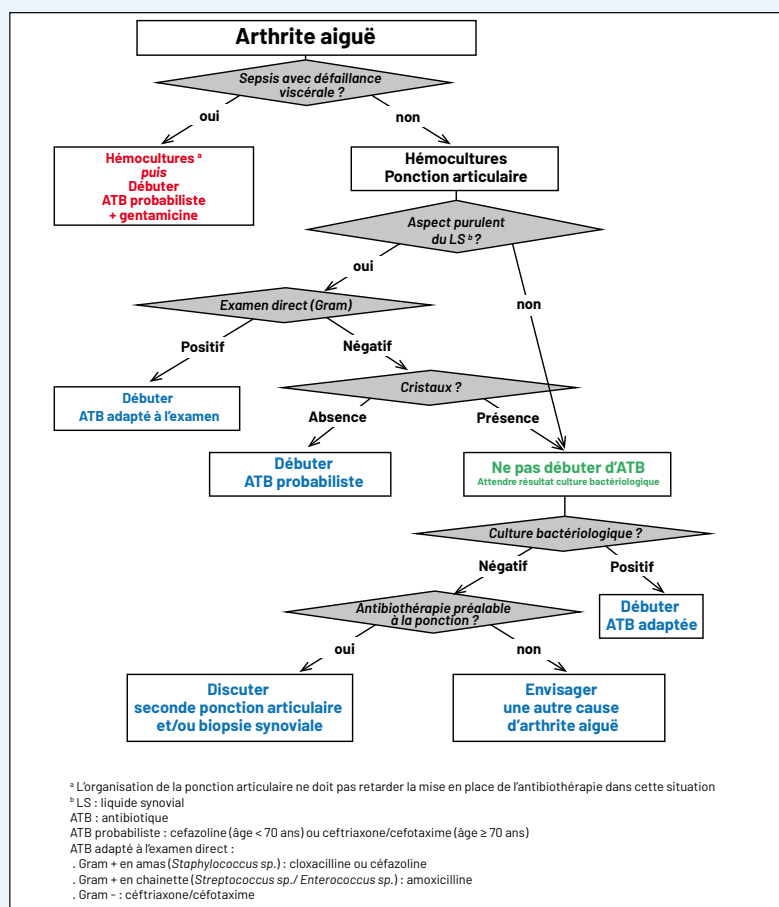 Arthrite aiguë
Sepsis avec défaillance
viscérale ?
oui
non
Hémocultures ᵃ
puis
Débuter
ATB probabiliste
+ gentamicine
Hémocultures
Ponction articulaire
Aspect purulent
du LS ᵇ ?
oui
non
Examen direct (Gram)
Positif
Négatif
Débuter
ATB adapté à l'examen
Cristaux ?
Absence
Présence
Débuter
ATB probabiliste
Ne pas débuter d'ATB
Attendre résultat culture bactériologique
Culture bactériologique ?
Négatif
Positif
Débuter
ATB adaptée
Antibiothérapie préalable
à la ponction ?
oui
non
Discuter
seconde ponction articulaire
et/ou biopsie synoviale
Envisager
une autre cause
d'arthrite aiguë
ᵃ L'organisation de la ponction articulaire ne doit pas retarder la mise en place de l'antibiothérapie dans cette situation
ᵇ LS : liquide synovial
ATB : antibiotique
ATB probabiliste : cefazoline (âge < 70 ans) ou ceftriaxone/cefotaxime (âge ≥ 70 ans)
ATB adapté à l'examen direct :
. Gram + en amas (Staphylococcus sp.) : cloxacilline ou céfazoline
. Gram + en chainette (Streptococcus sp./ Enterococcus sp.) : amoxicilline
. Gram - : céftriaxone/céfotaxime